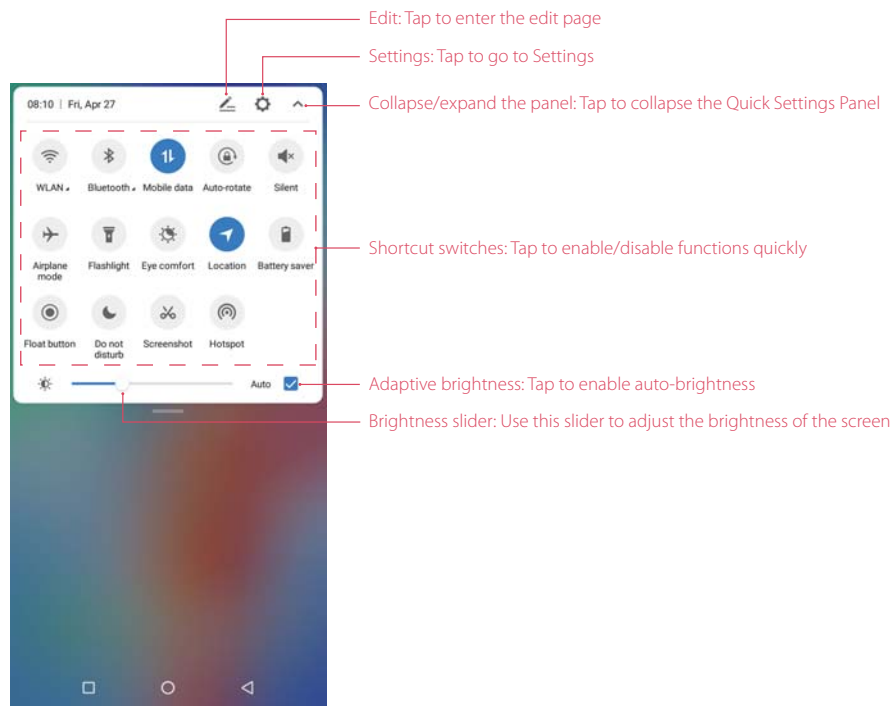 Edit: Tap to enter the edit page
Settings: Tap to go to Settings
08:10 | Fri, Apr 27
Collapse/expand the panel: Tap to collapse the Quick Settings Panel
WLAN Bluetooth Mobile data Auto-rotate Silent
Shortcut switches: Tap to enable/disable functions quickly
Airplane mode Flashlight Eye comfort Location Battery saver
Float button Do not disturb Screenshot Hotspot
Auto
Adaptive brightness: Tap to enable auto-brightness
Brightness slider: Use this slider to adjust the brightness of the screen